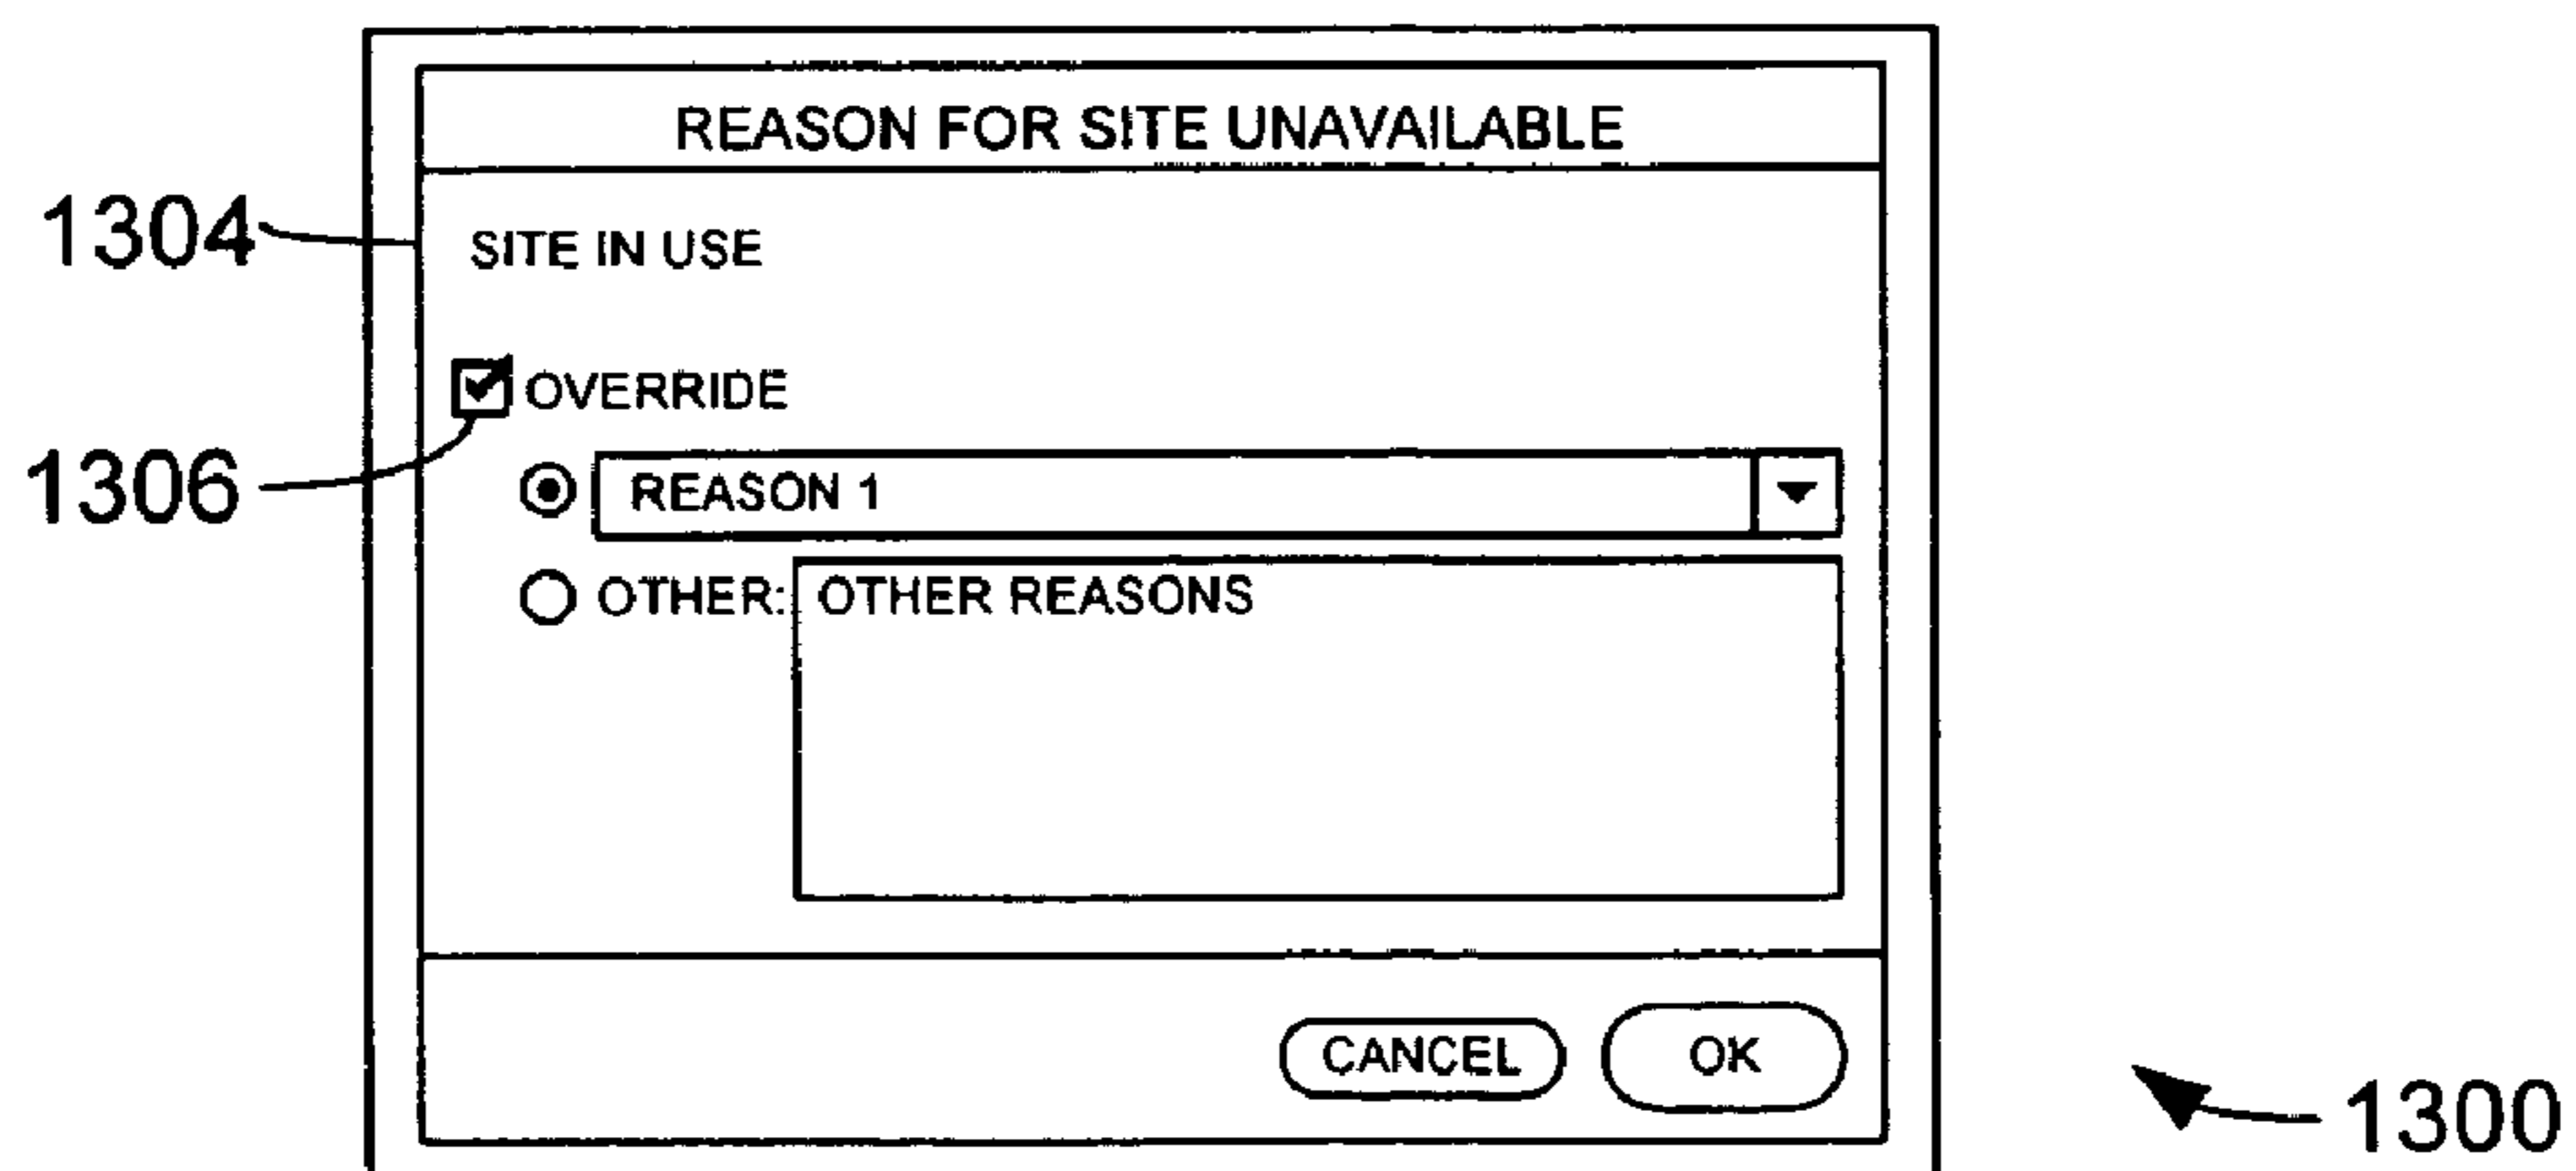 REASON FOR SITE UNAVAILABLE
1304
SITE IN USE
OVERRIDE
1306
REASON 1
OTHER: OTHER REASONS
CANCEL OK
1300